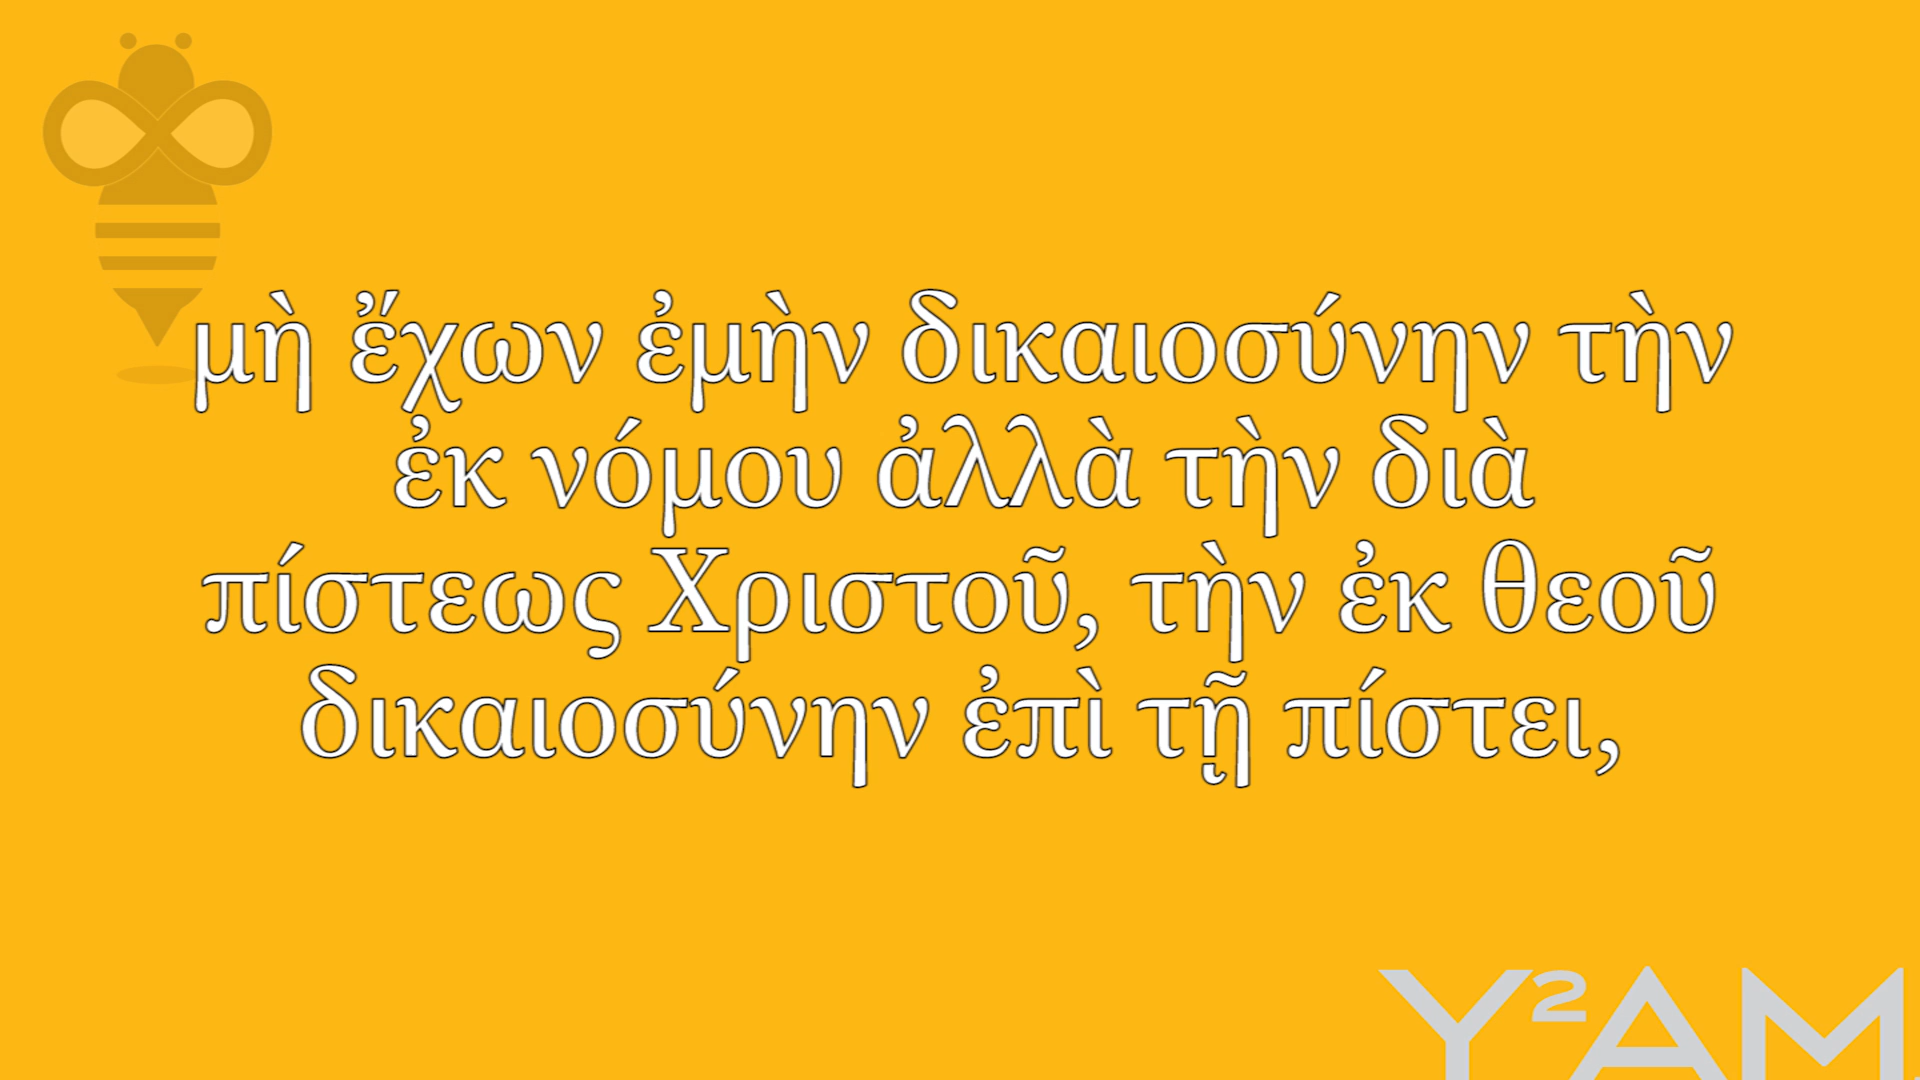 μὴ ἔχων ἐμὴν δικαιοσύνην τὴν
ἐκ νόμου ἀλλὰ τὴν διὰ
πίστεως Χριστοῦ, τὴν ἐκ θεοῦ
δικαιοσύνην ἐπὶ τῇ πίστει,
Y²AM